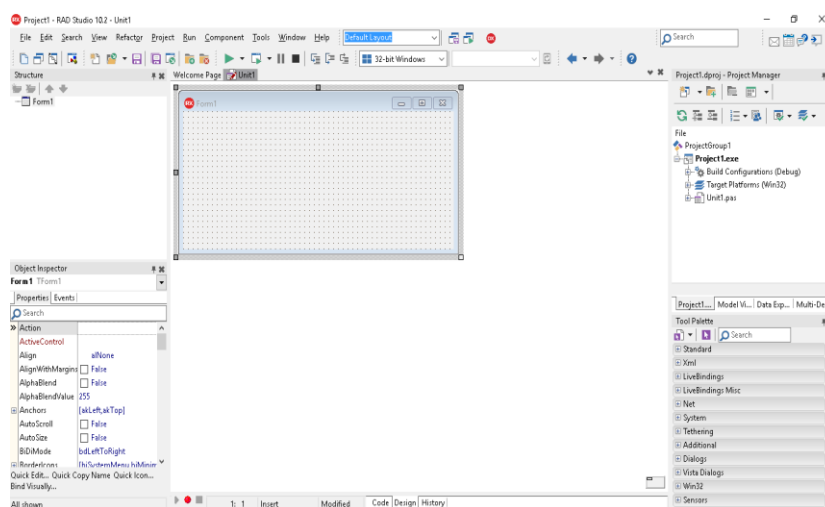 Project1 - RAD Studio 10.2 - Unit1
File Edit Search View Refactor Project Run Component Tools Window Help Default Layout Search
32-bit Windows
Structure
Welcome Page Unit1
Project1.dproj - Project Manager
Form1
Form1
File
ProjectGroup1
Project1.exe
Build Configurations (Debug)
Target Platforms (Win32)
Unit1.pas
Object Inspector
Form1 TForm1
Properties Events
Search
Action
ActiveControl
Align alNone
AlignWithMargins False
AlphaBlend False
AlphaBlendValue 255
Anchors [akLeft,akTop]
AutoScroll False
AutoSize False
BiDiMode bdLeftToRight
BorderIcons [biSystemMenu,biMinim
Quick Edit... Quick Copy Name Quick Icon...
Bind Visually...
All shown
1: 1 Insert Modified Code Design History
Project1... Model Vi... Data Exp... Multi-De
Tool Palette
Search
Standard
Xml
LiveBindings
LiveBindings Misc
Net
System
Tethering
Additional
Dialogs
Vista Dialogs
Win32
Sensors